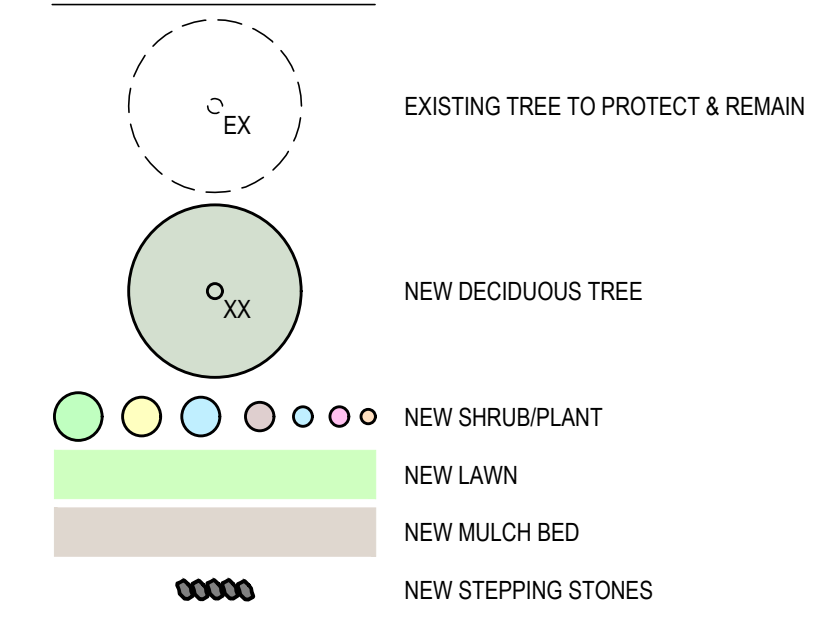 EX
EXISTING TREE TO PROTECT & REMAIN
XX
NEW DECIDUOUS TREE
NEW SHRUB/PLANT
NEW LAWN
NEW MULCH BED
NEW STEPPING STONES